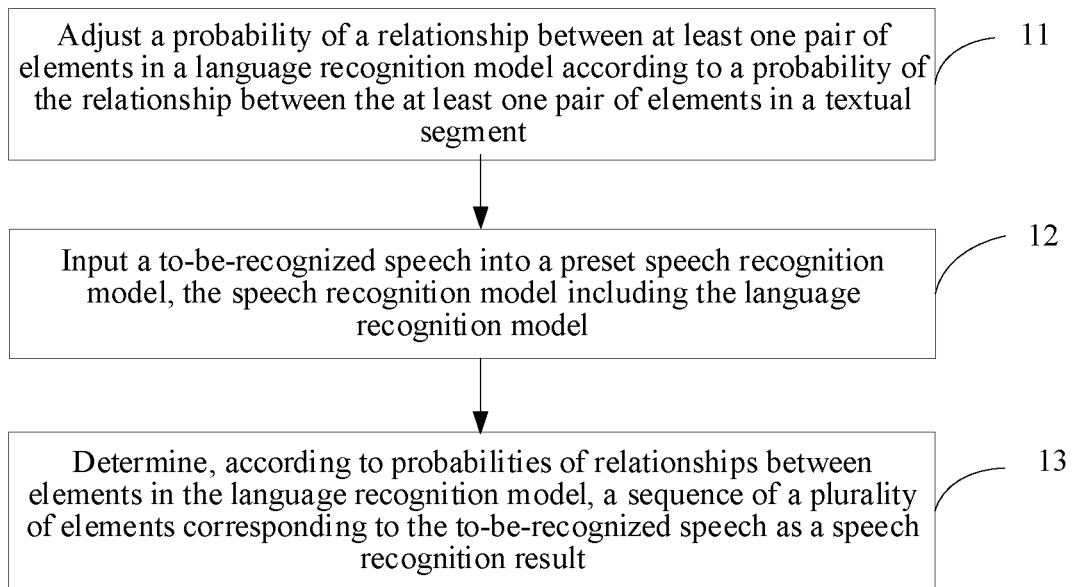 Adjust a probability of a relationship between at least one pair of
elements in a language recognition model according to a probability of
the relationship between the at least one pair of elements in a textual
segment
11
Input a to-be-recognized speech into a preset speech recognition
model, the speech recognition model including the language
recognition model
12
Determine, according to probabilities of relationships between
elements in the language recognition model, a sequence of a plurality
of elements corresponding to the to-be-recognized speech as a speech
recognition result
13